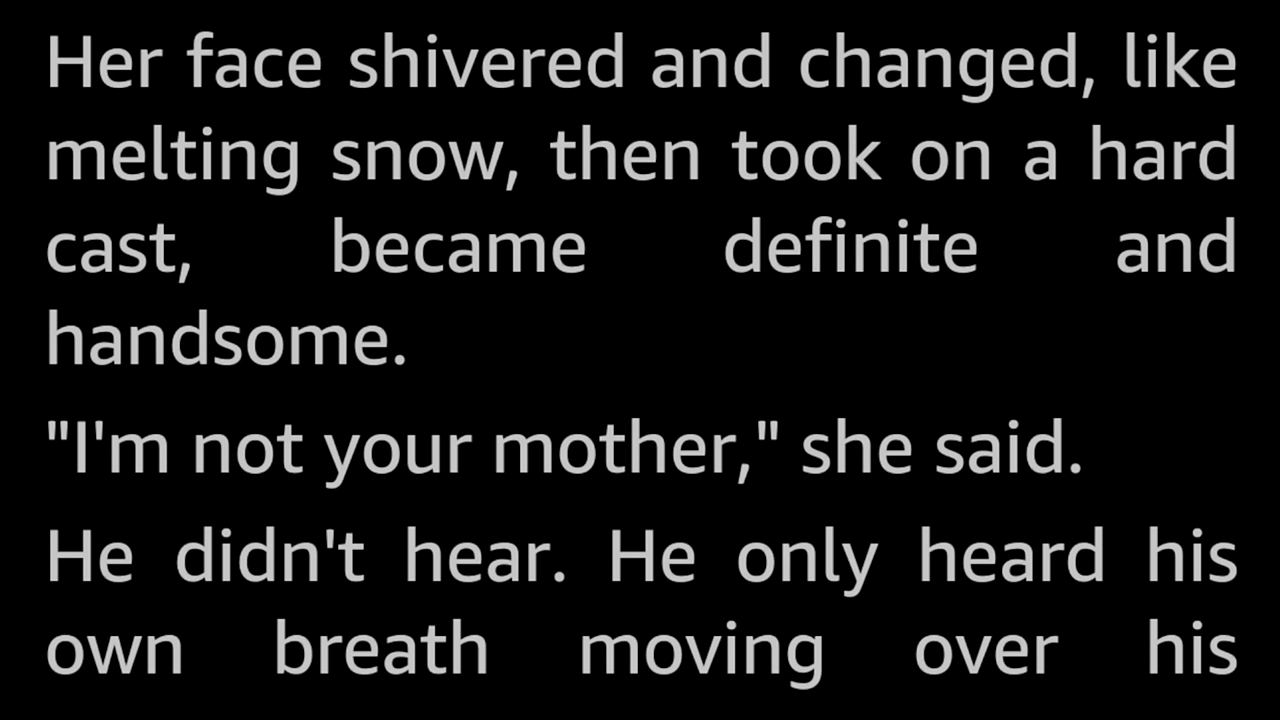 Her face shivered and changed, like
melting snow, then took on a hard
cast, became definite and
handsome.
"I'm not your mother," she said.
He didn't hear. He only heard his
own breath moving over his